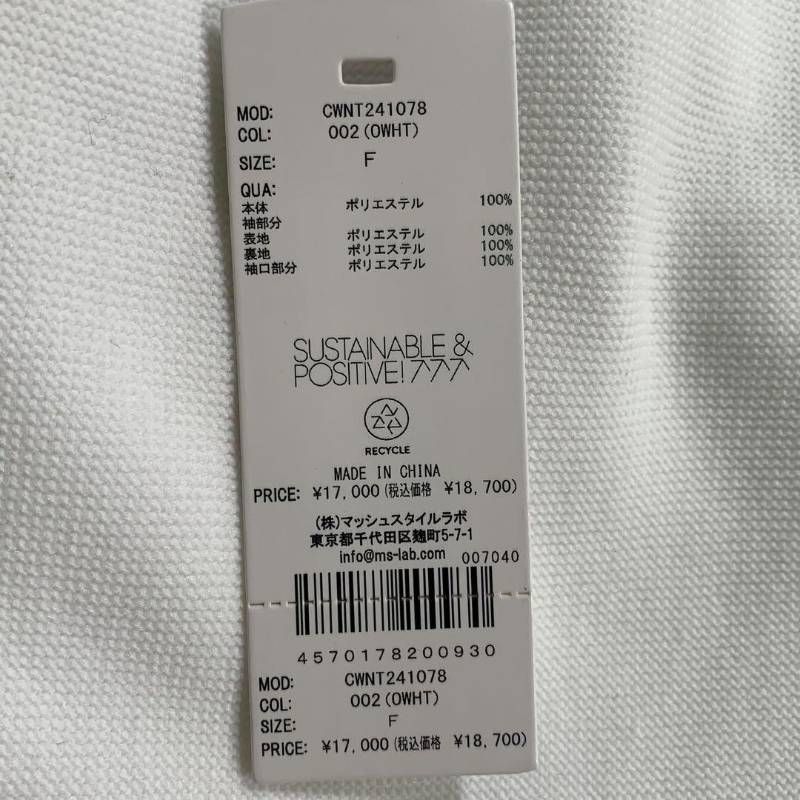 MOD: CWNT241078
COL: 002(OWHT)
SIZE: F
QUA:
本体 ポリエステル 100%
袖部分
表地 ポリエステル 100%
裏地 ポリエステル 100%
袖口部分 ポリエステル 100%
SUSTAINABLE &
POSITIVE!
RECYCLE
MADE IN CHINA
PRICE: ¥17,000(税込価格 ¥18,700)
(株)マッシュスタイルラボ
東京都千代田区麹町5-7-1
info@ms-lab.com 007040
4570178200930
MOD: CWNT241078
COL: 002(OWHT)
SIZE: F
PRICE: ¥17,000(税込価格 ¥18,700)